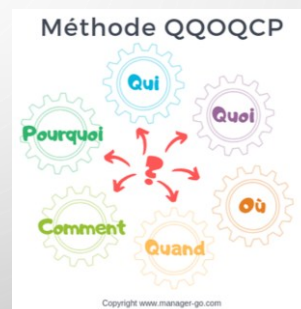 Méthode QQOQCP
Qui
Quoi
Pourquoi
Où
Comment
Quand
Copyright www.manager-go.com